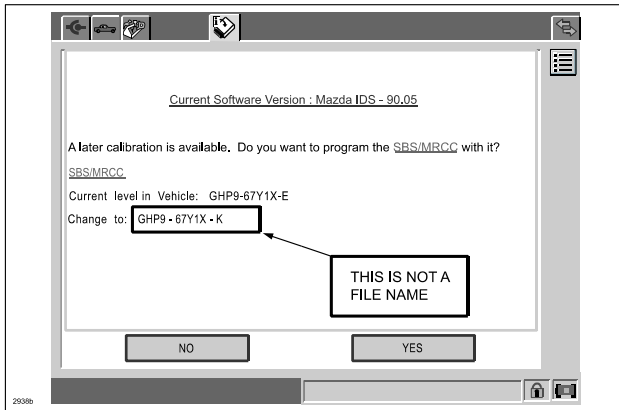 Current Software Version : Mazda IDS - 90.05
A later calibration is available. Do you want to program the SBS/MRCC with it?
SBS/MRCC
Current level in Vehicle: GHP9-67Y1X-E
Change to: GHP9 - 67Y1X - K
THIS IS NOT A
FILE NAME
NO YES
2938b